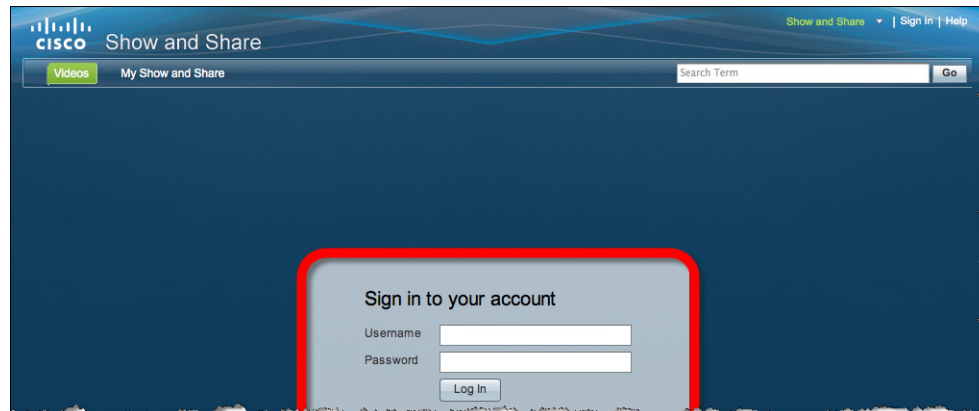 Show and Share | Sign In | Help
CISCO Show and Share
Videos My Show and Share Search Term Go
Sign in to your account
Username
Password
Log In